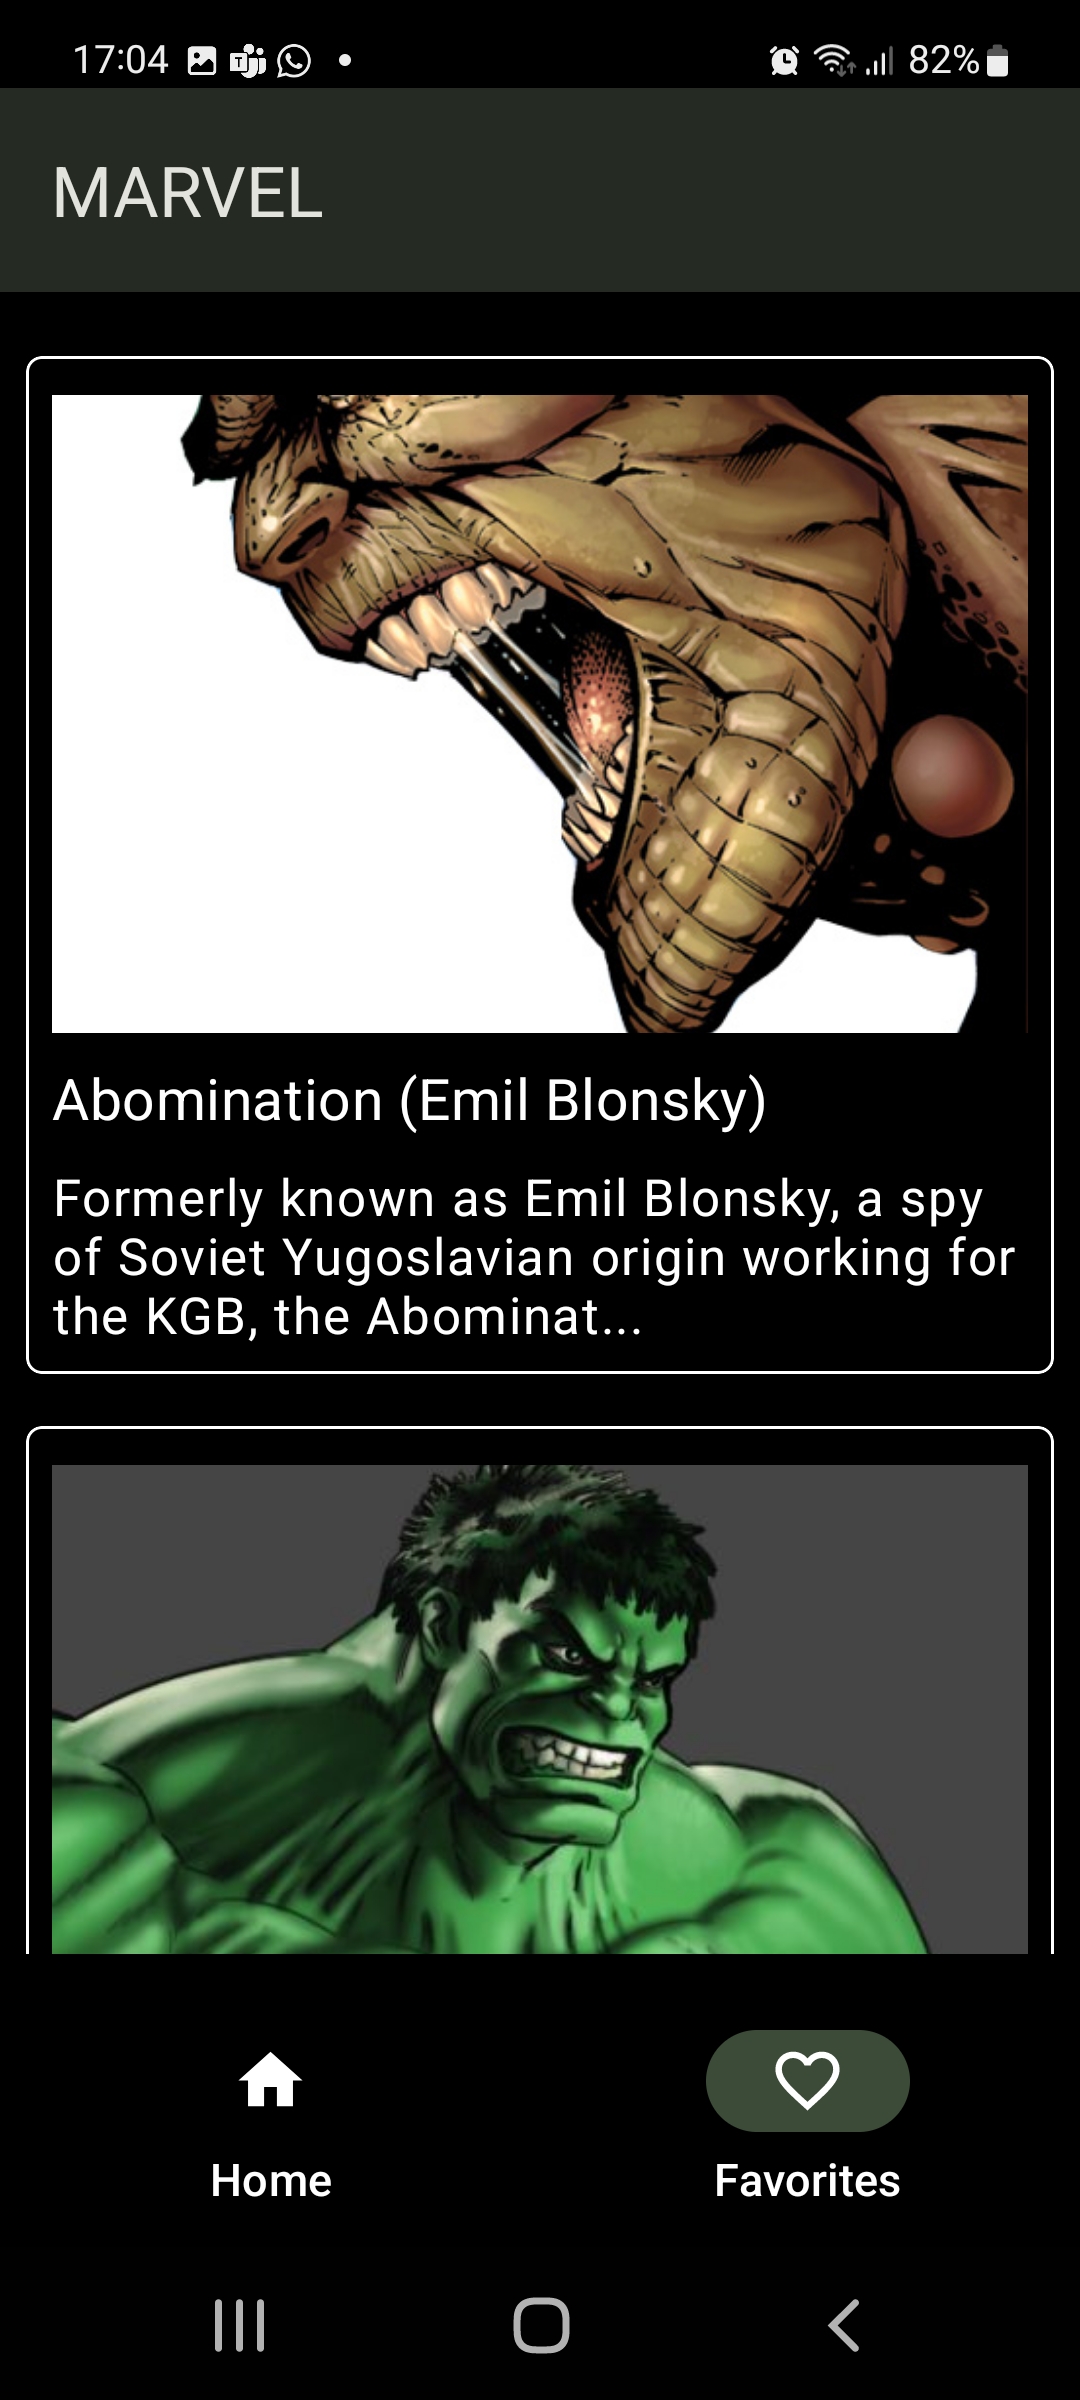 17:04
82%
MARVEL
Abomination (Emil Blonsky)
Formerly known as Emil Blonsky, a spy
of Soviet Yugoslavian origin working for
the KGB, the Abominat...
Home
Favorites